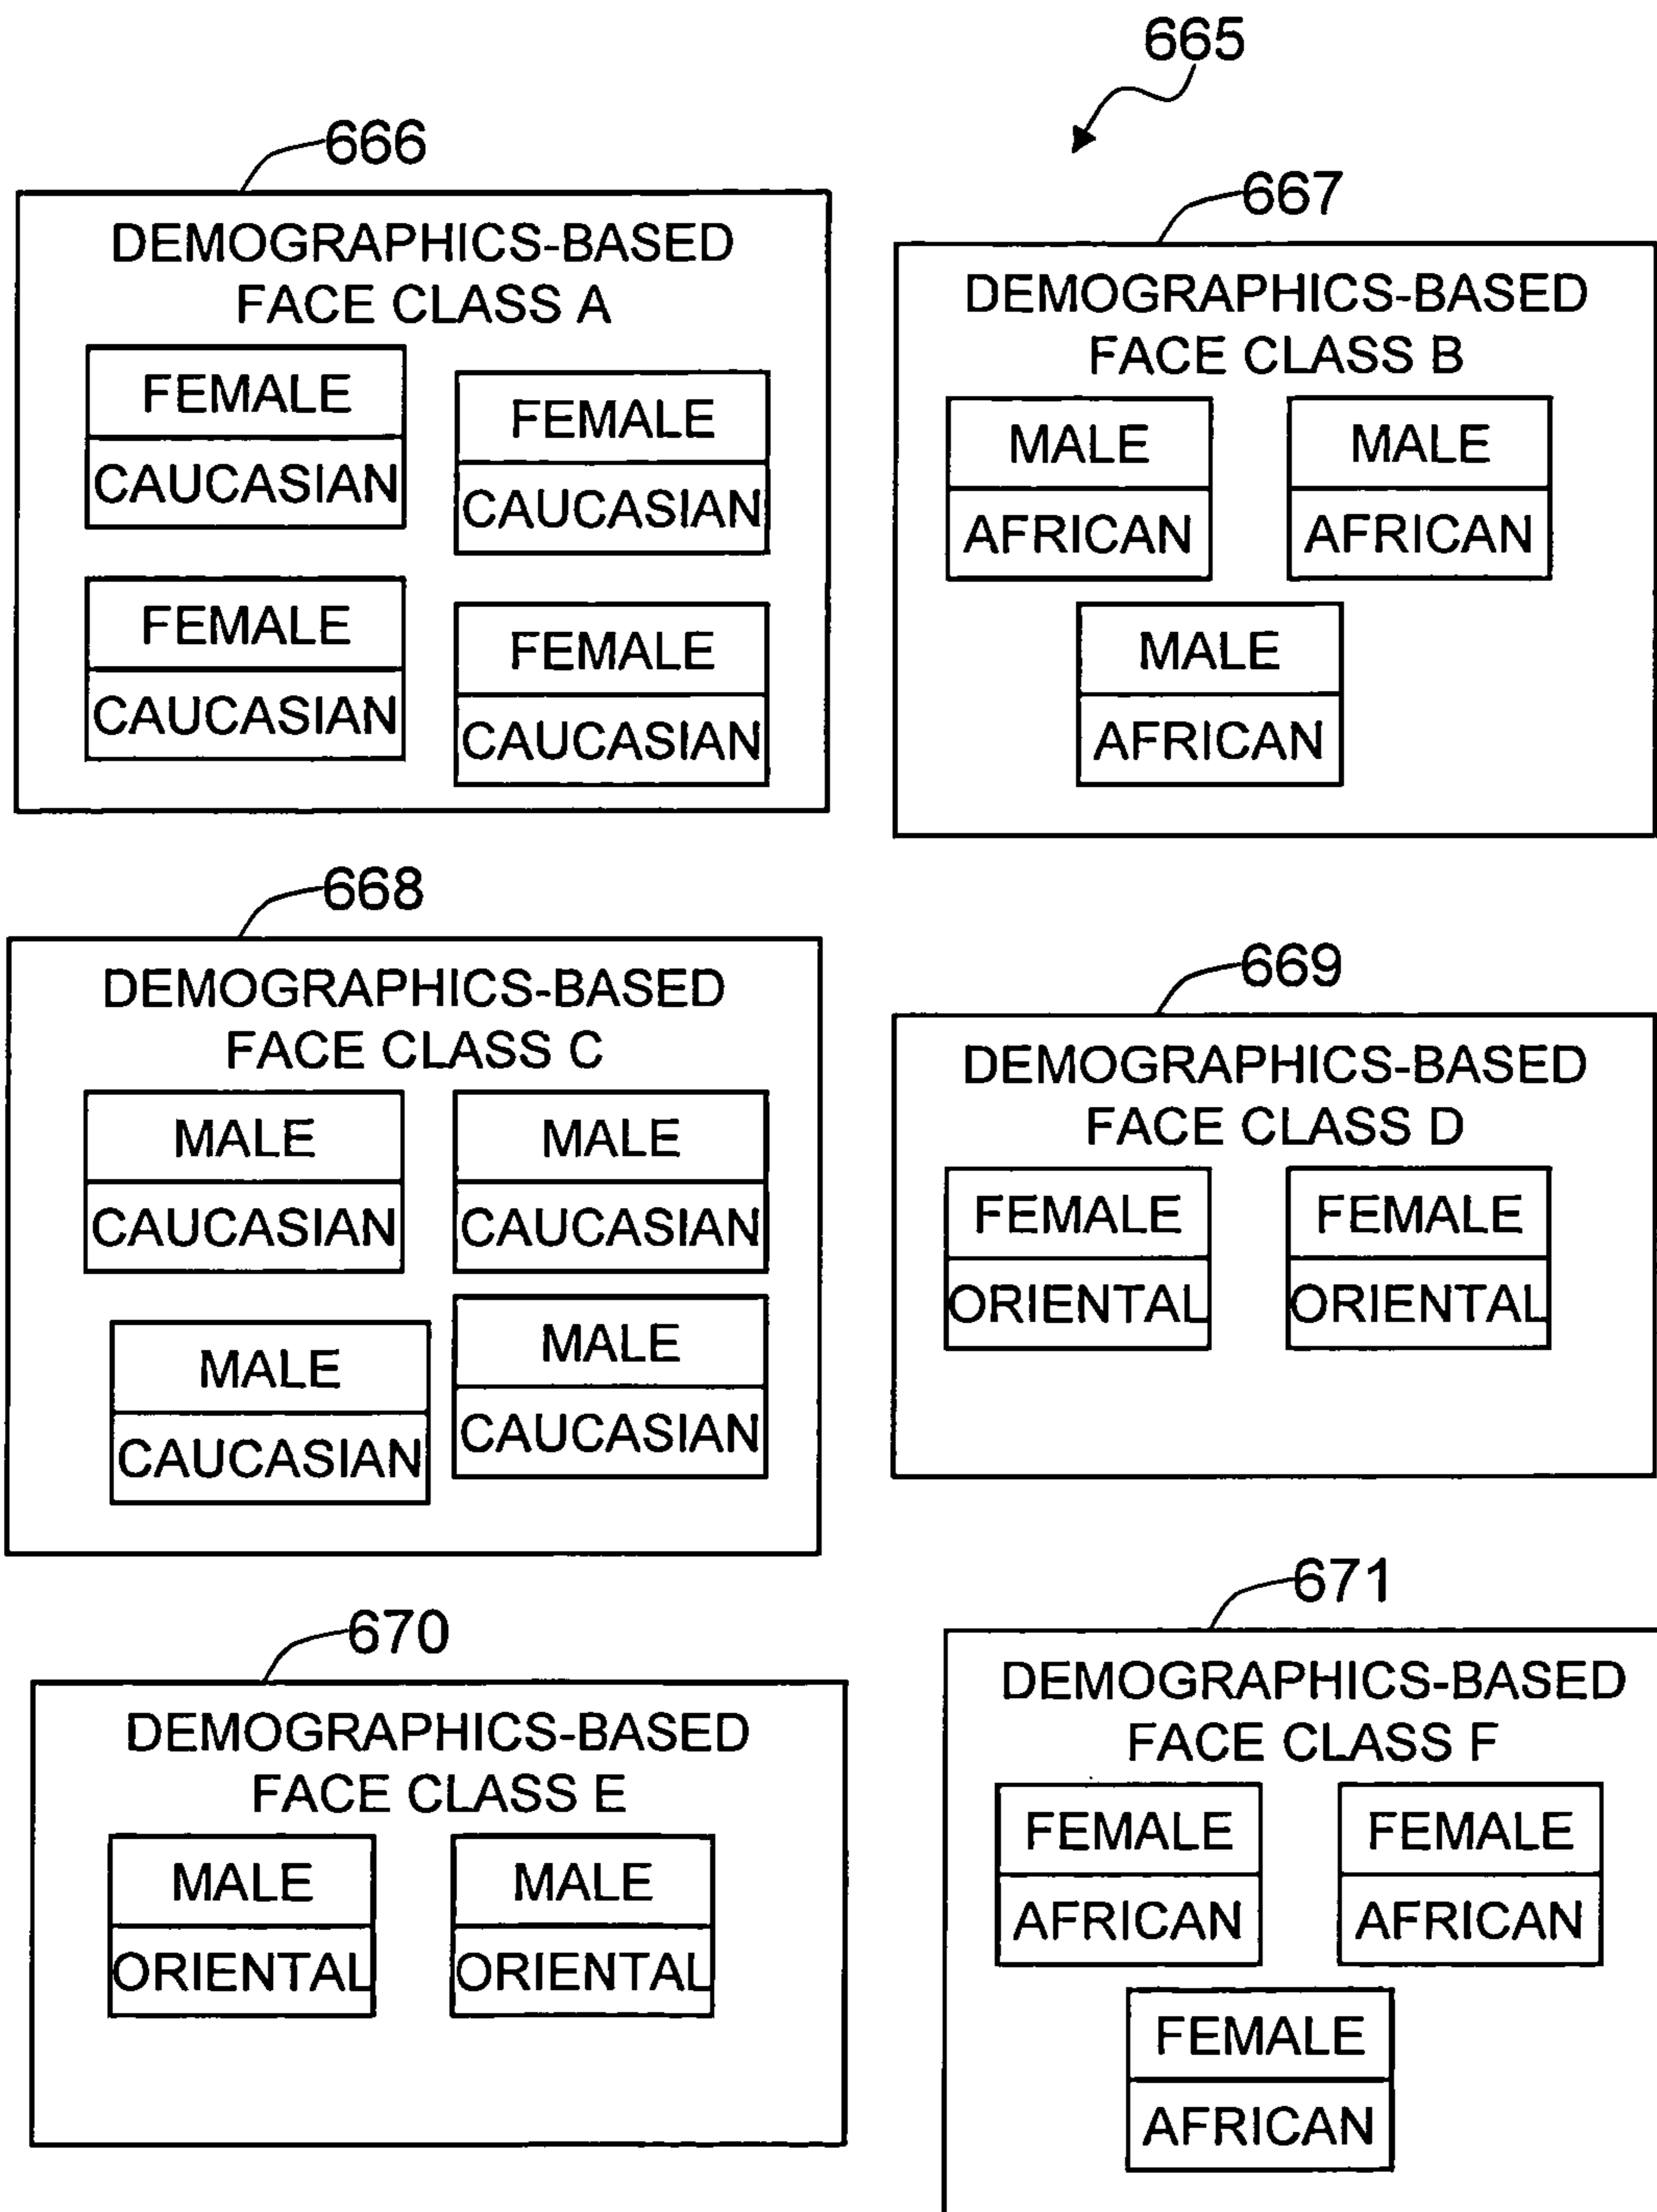 665
666
DEMOGRAPHICS-BASED
FACE CLASS A
FEMALE
CAUCASIAN
FEMALE
CAUCASIAN
FEMALE
CAUCASIAN
FEMALE
CAUCASIAN
667
DEMOGRAPHICS-BASED
FACE CLASS B
MALE
AFRICAN
MALE
AFRICAN
MALE
AFRICAN
668
DEMOGRAPHICS-BASED
FACE CLASS C
MALE
CAUCASIAN
MALE
CAUCASIAN
MALE
CAUCASIAN
MALE
CAUCASIAN
669
DEMOGRAPHICS-BASED
FACE CLASS D
FEMALE
ORIENTAL
FEMALE
ORIENTAL
670
DEMOGRAPHICS-BASED
FACE CLASS E
MALE
ORIENTAL
MALE
ORIENTAL
671
DEMOGRAPHICS-BASED
FACE CLASS F
FEMALE
AFRICAN
FEMALE
AFRICAN
FEMALE
AFRICAN